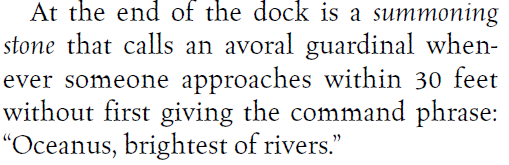 At the end of the dock is a summoning
stone that calls an avoral guardinal when-
ever someone approaches within 30 feet
without first giving the command phrase:
“Oceanus, brightest of rivers.”